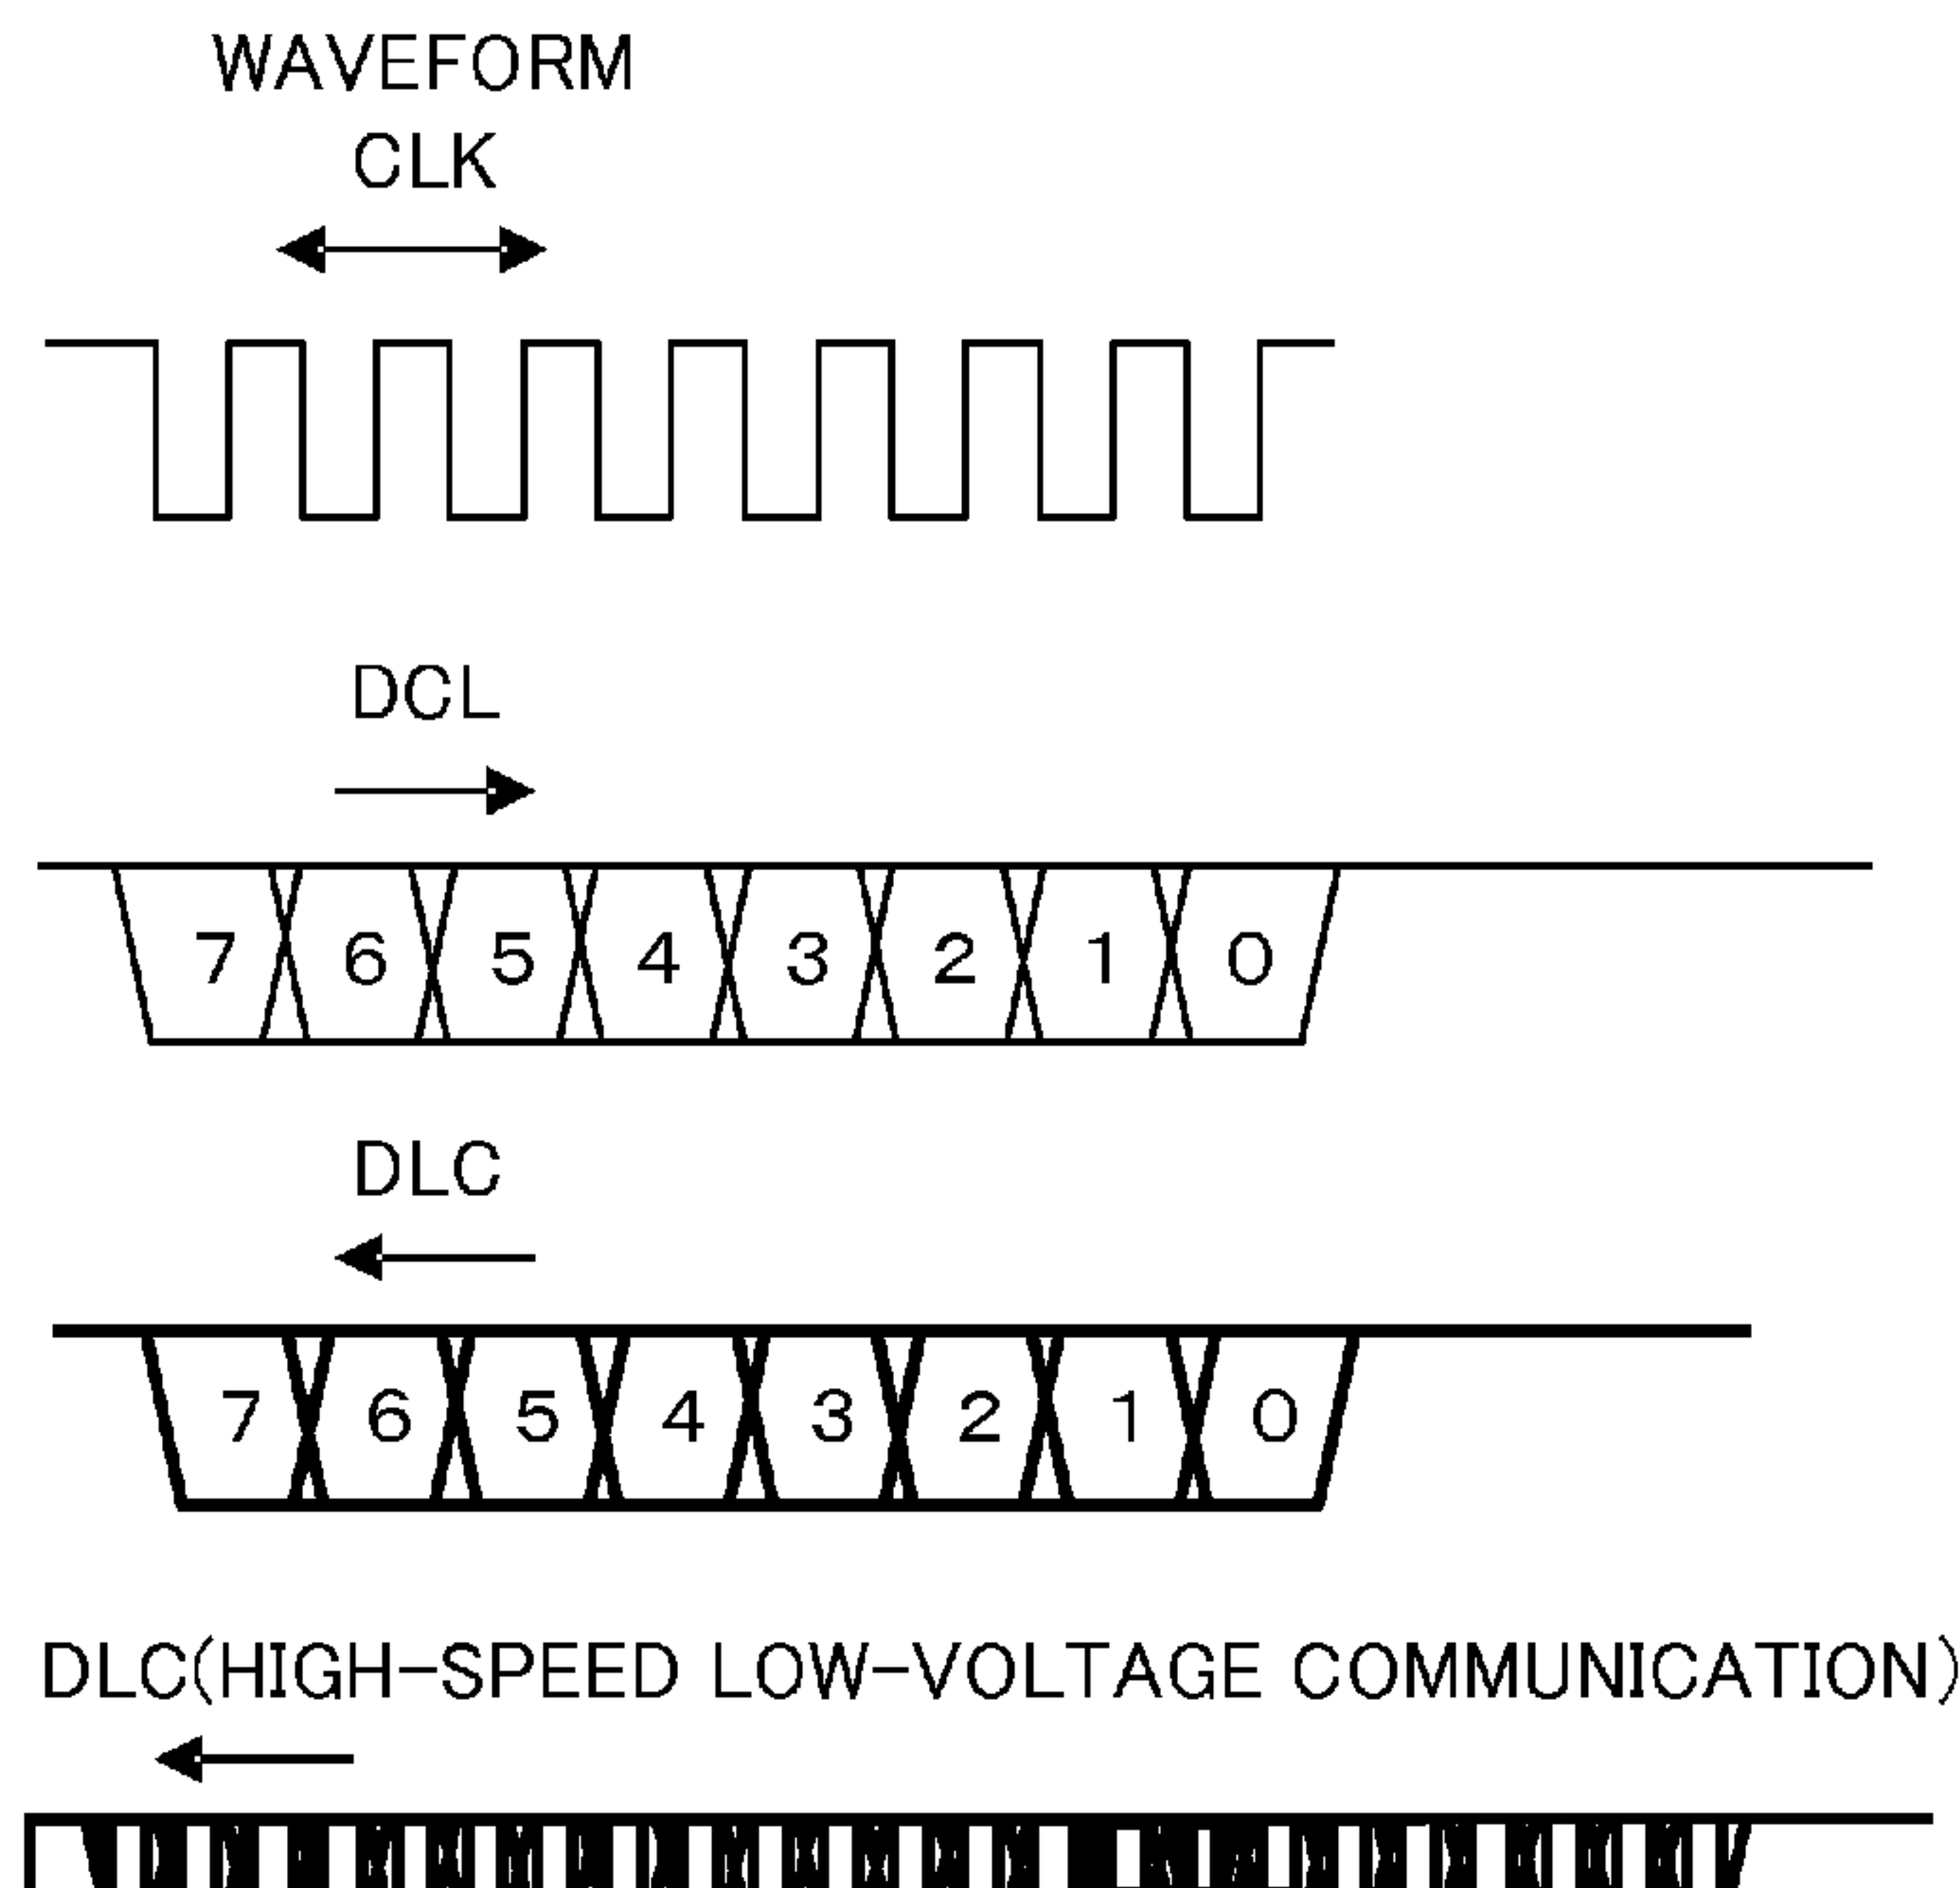 WAVEFORM
CLK
DCL
7 6 5 4 3 2 1 0
DLC
7 6 5 4 3 2 1 0
DLC(HIGH-SPEED LOW-VOLTAGE COMMUNICATION)